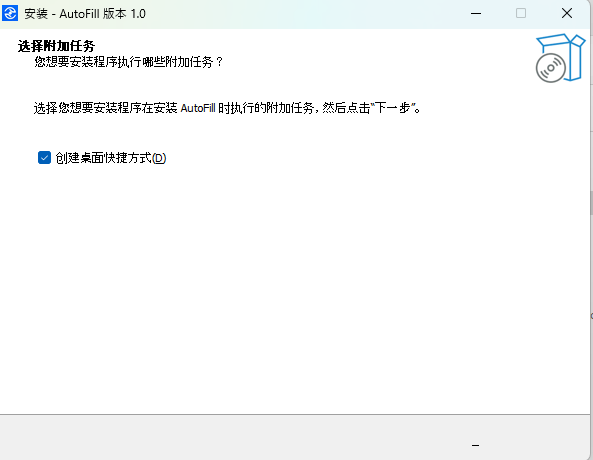 安装 - AutoFill 版本 1.0
选择附加任务
您想要安装程序执行哪些附加任务？
选择您想要安装程序在安装 AutoFill 时执行的附加任务，然后点击“下一步”。
创建桌面快捷方式(D)